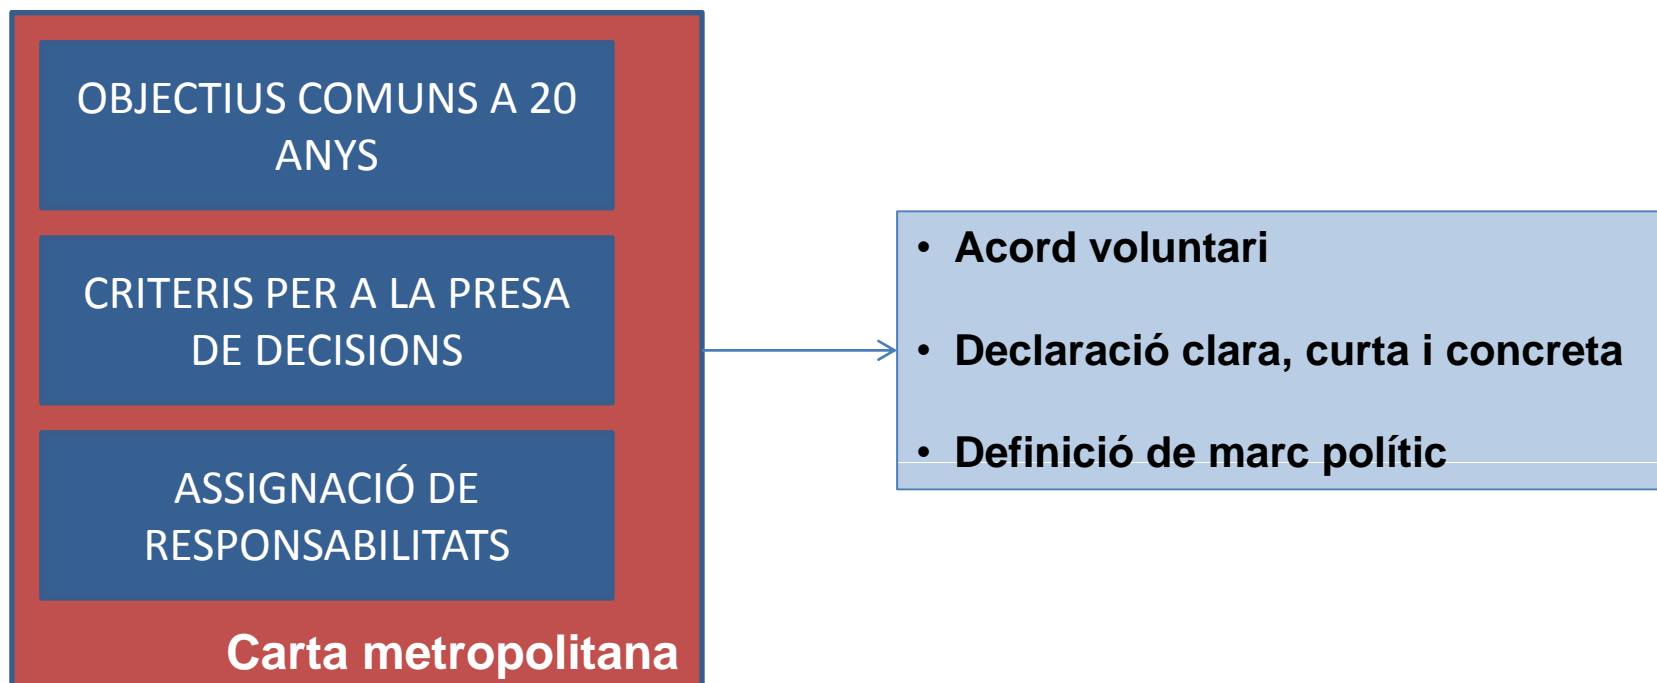 OBJECTIUS COMUNS A 20
ANYS
CRITERIS PER A LA PRESA
DE DECISIONS
ASSIGNACIÓ DE
RESPONSABILITATS
Carta metropolitana
• Acord voluntari
• Declaració clara, curta i concreta
• Definició de marc polític